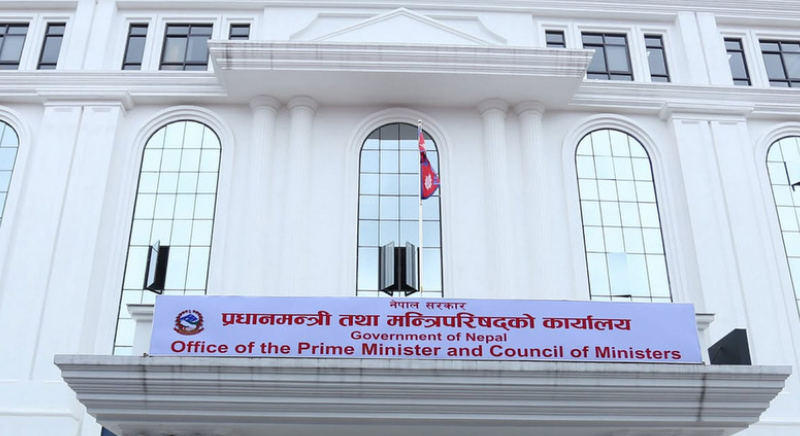 नेपाल सरकार
प्रधानमन्त्री तथा मन्त्रिपरिषद्को कार्यालय
Government of Nepal
Office of the Prime Minister and Council of Ministers